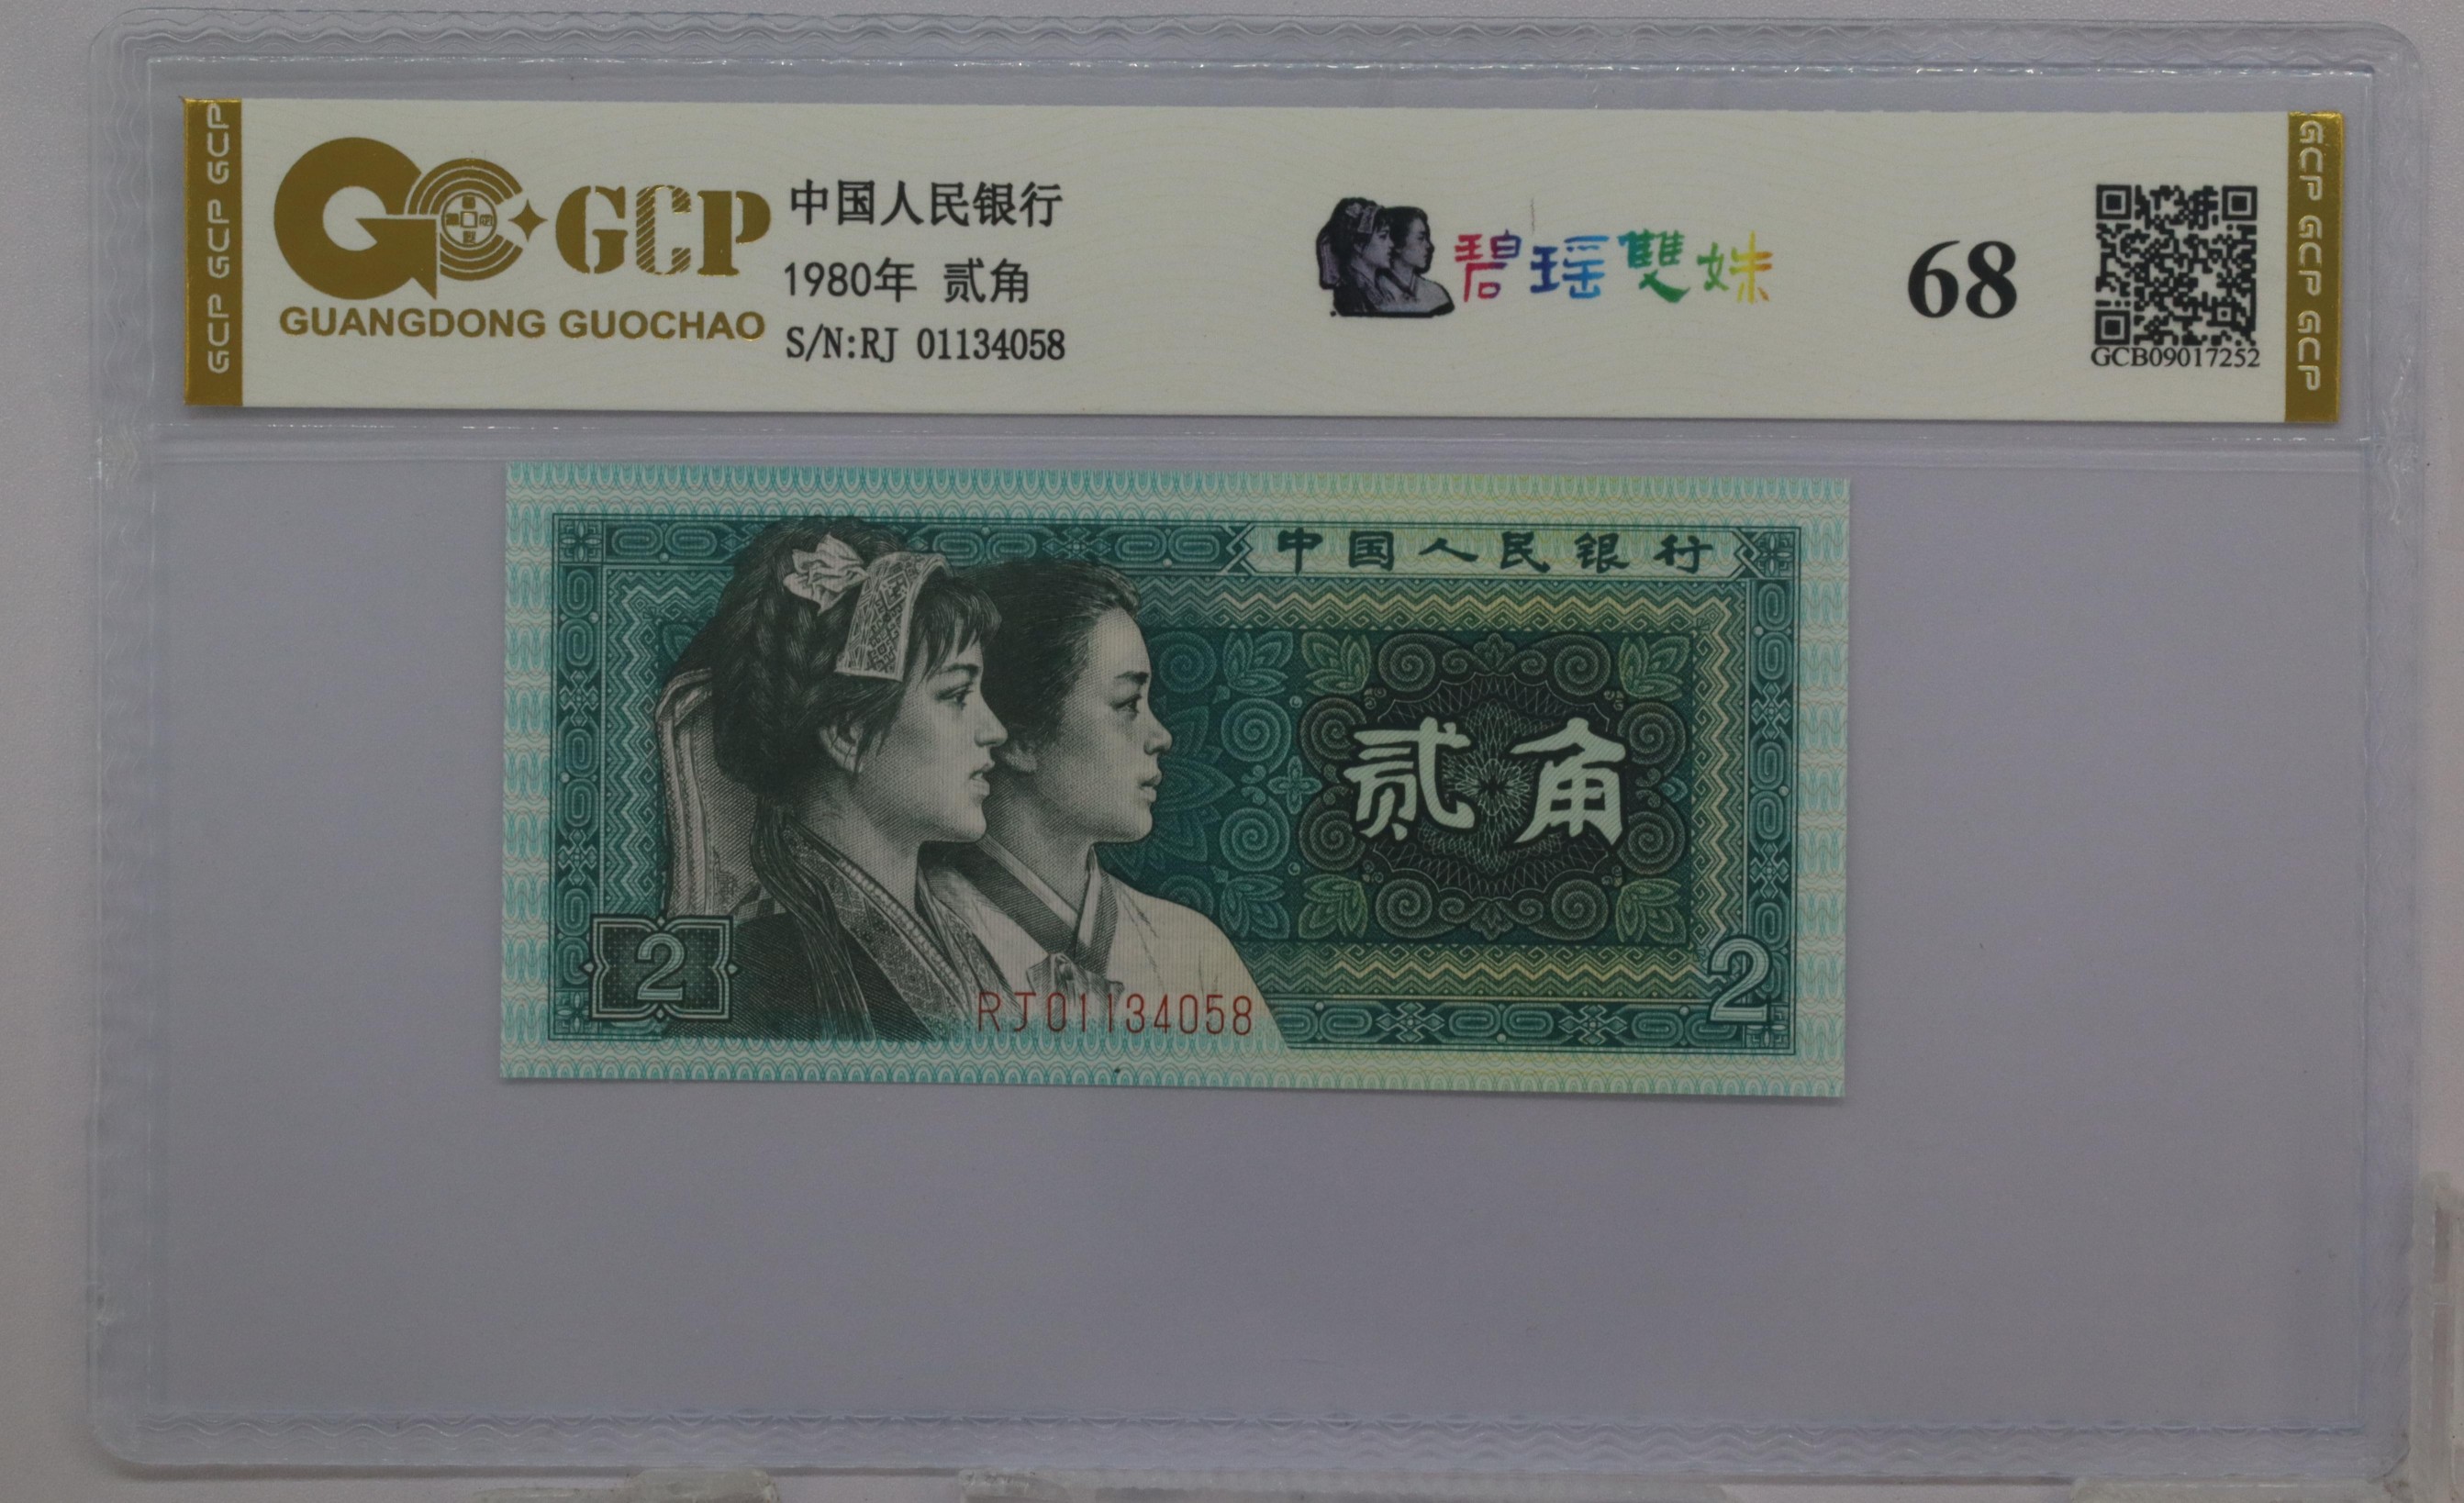 GCP GCP GCP
GCP
GUANGDONG GUOCHAO
中国人民银行
1980年 贰角
S/N:RJ 01134058
碧瑶雙妹
68
GCB09017252
GCP GCP GCP
中国人民银行
贰角
2
RJ01134058
2